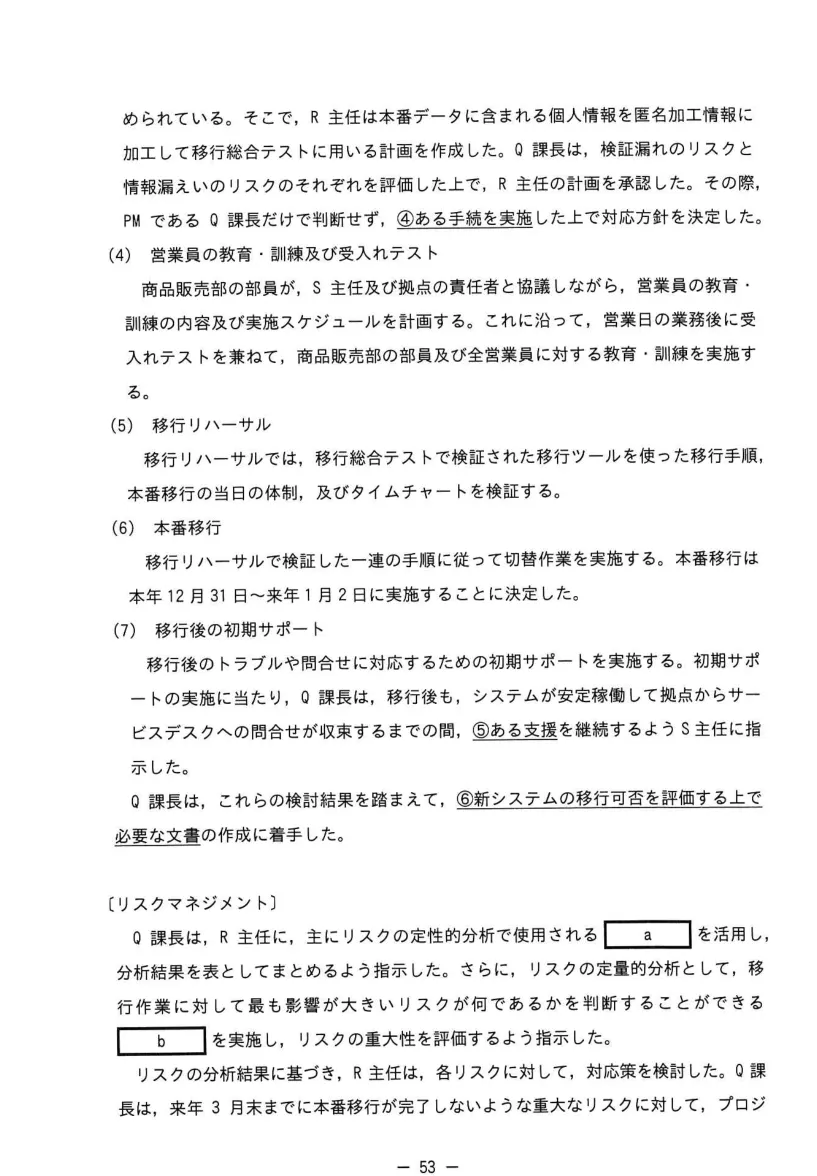 められている。そこで，R 主任は本番データに含まれる個人情報を匿名加工情報に
加工して移行総合テストに用いる計画を作成した。Q 課長は，検証漏れのリスクと
情報漏えいのリスクのそれぞれを評価した上で，R 主任の計画を承認した。その際，
PM である Q 課長だけで判断せず，④ある手続を実施した上で対応方針を決定した。
(4) 営業員の教育・訓練及び受入れテスト
商品販売部の部員が，S 主任及び拠点の責任者と協議しながら，営業員の教育・
訓練の内容及び実施スケジュールを計画する。これに沿って，営業日の業務後に受
入れテストを兼ねて，商品販売部の部員及び全営業員に対する教育・訓練を実施す
る。
(5) 移行リハーサル
移行リハーサルでは，移行総合テストで検証された移行ツールを使った移行手順，
本番移行の当日の体制，及びタイムチャートを検証する。
(6) 本番移行
移行リハーサルで検証した一連の手順に従って切替作業を実施する。本番移行は
本年 12 月 31 日～来年 1 月 2 日に実施することに決定した。
(7) 移行後の初期サポート
移行後のトラブルや問合せに対応するための初期サポートを実施する。初期サポ
ートの実施に当たり，Q 課長は，移行後も，システムが安定稼働して拠点からサー
ビスデスクへの問合せが収束するまでの間，⑤ある支援を継続するよう S 主任に指
示した。
Q 課長は，これらの検討結果を踏まえて，⑥新システムの移行可否を評価する上で
必要な文書の作成に着手した。
〔リスクマネジメント〕
Q 課長は，R 主任に，主にリスクの定性的分析で使用される a を活用し，
分析結果を表としてまとめるよう指示した。さらに，リスクの定量的分析として，移
行作業に対して最も影響が大きいリスクが何であるかを判断することができる
b を実施し，リスクの重大性を評価するよう指示した。
リスクの分析結果に基づき，R 主任は，各リスクに対して，対応策を検討した。Q 課
長は，来年 3 月末までに本番移行が完了しないような重大なリスクに対して，プロジ
― 53 ―